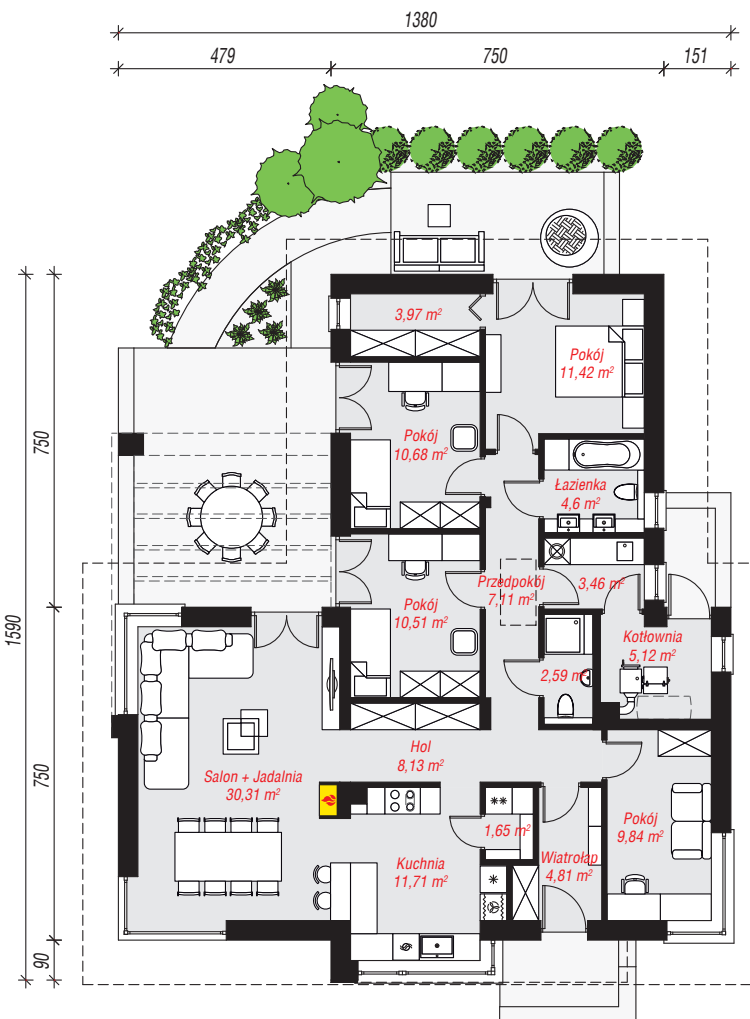 1380
479
750
151
3,97 m²
Pokój
11,42 m²
Pokój
10,68 m²
750
Łazienka
4,6 m²
Przedpokój
7,11 m²
3,46 m²
Pokój
10,51 m²
1590
Kotłownia
5,12 m²
2,59 m²
Hol
8,13 m²
Salon + Jadalnia
30,31 m²
750
1,65 m²
Pokój
9,84 m²
Kuchnia
11,71 m²
Wiatrołap
4,81 m²
90